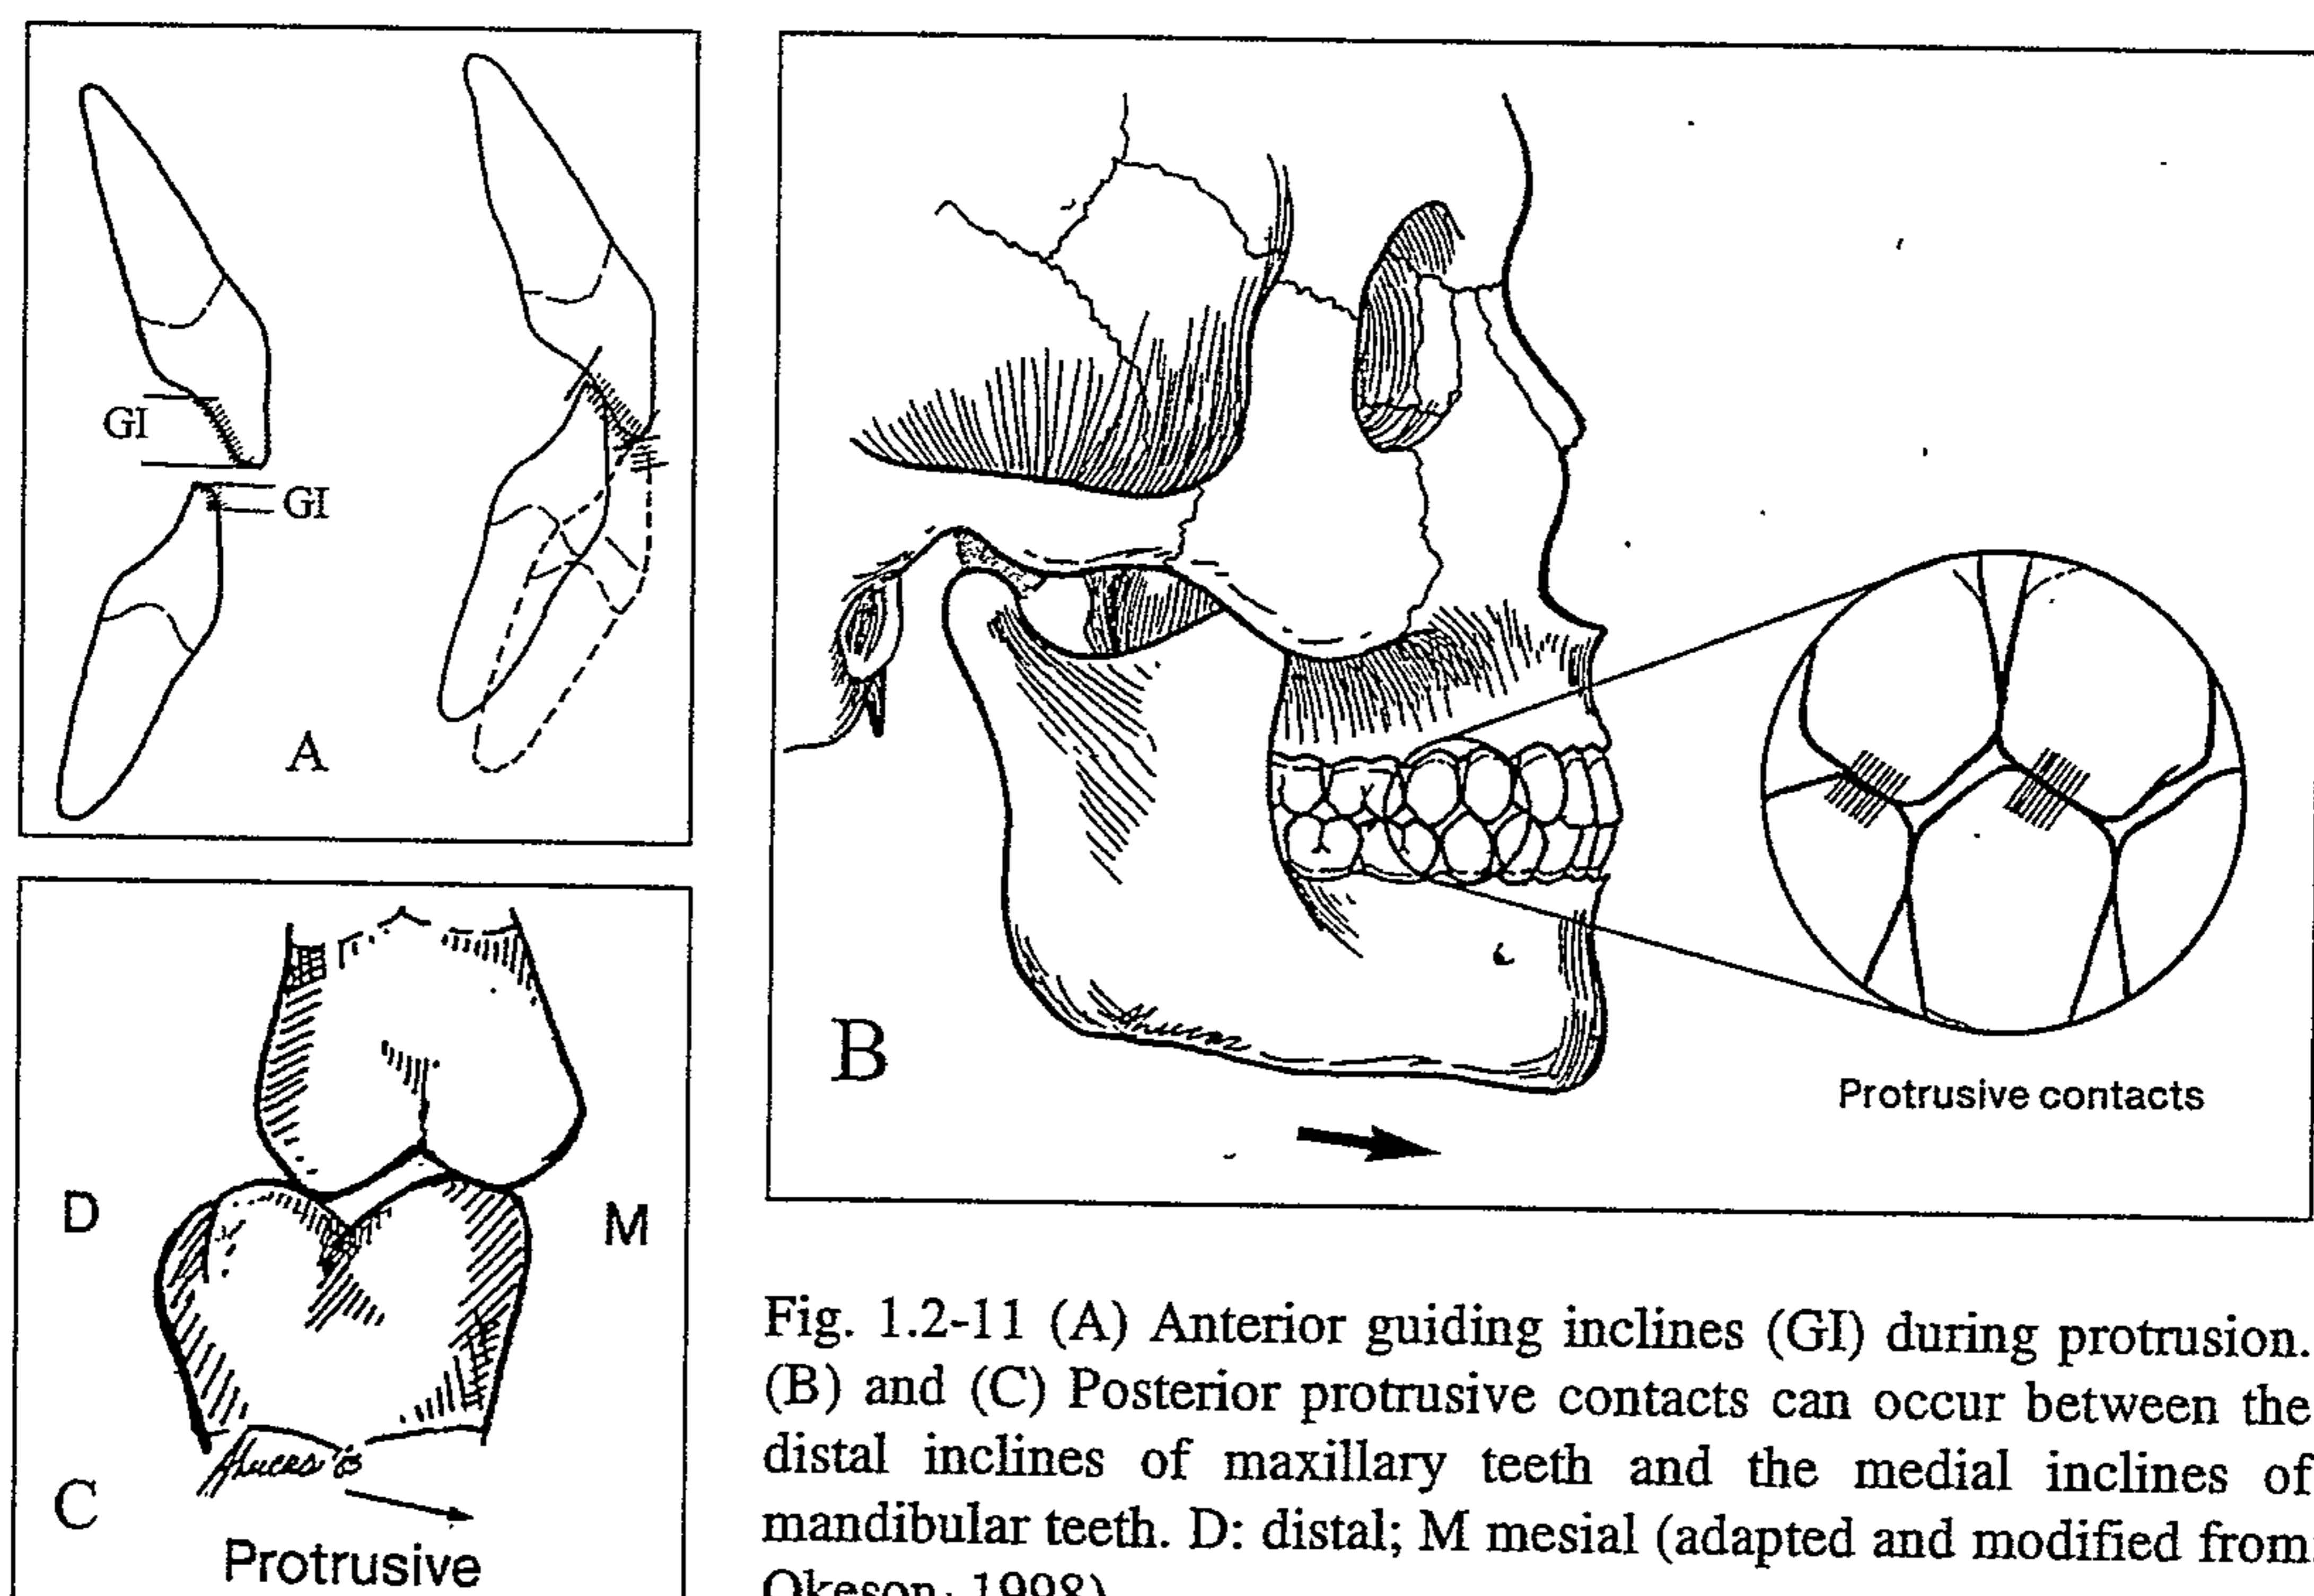 GI
GI
A
B
Protrusive contacts
D
M
C
Protrusive
Fig. 1.2-11 (A) Anterior guiding inclines (GI) during protrusion.
(B) and (C) Posterior protrusive contacts can occur between the
distal inclines of maxillary teeth and the medial inclines of
mandibular teeth. D: distal; M mesial (adapted and modified from:
Okeson, 1998)